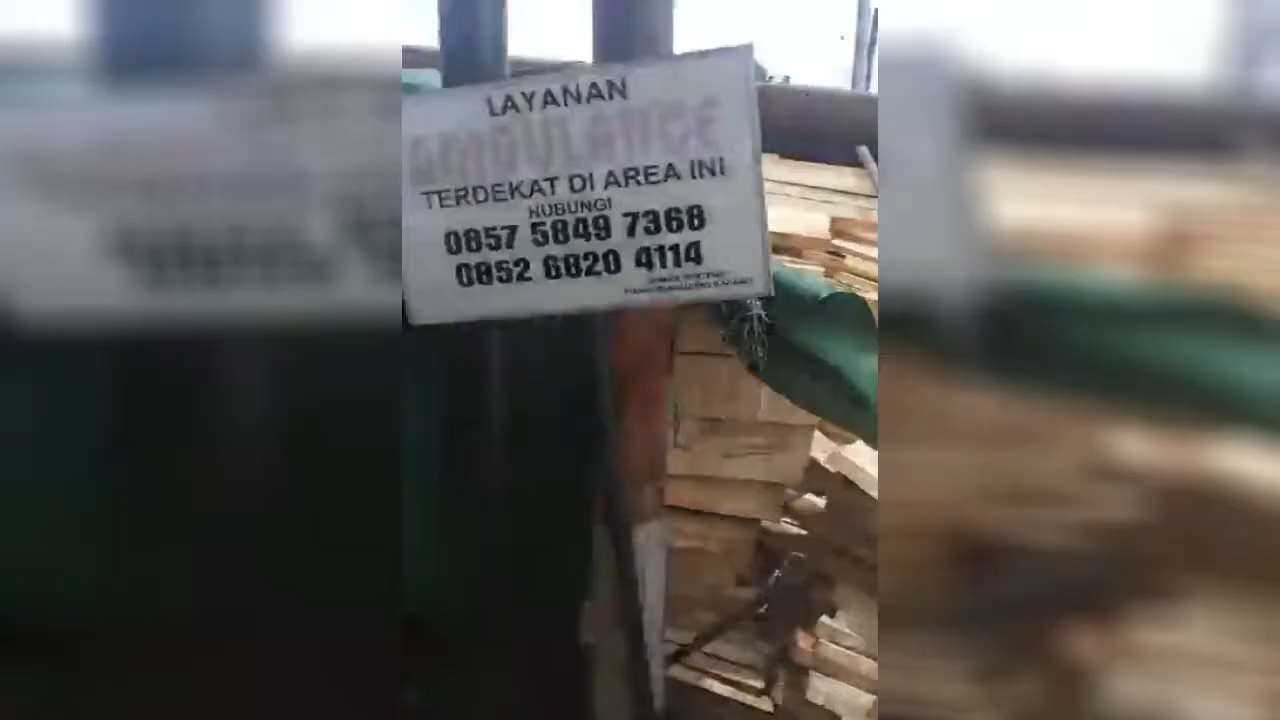 LAYANAN
AMBULANCE
TERDEKAT DI AREA INI
HUBUNGI
0857 5849 7368
0852 6820 4114